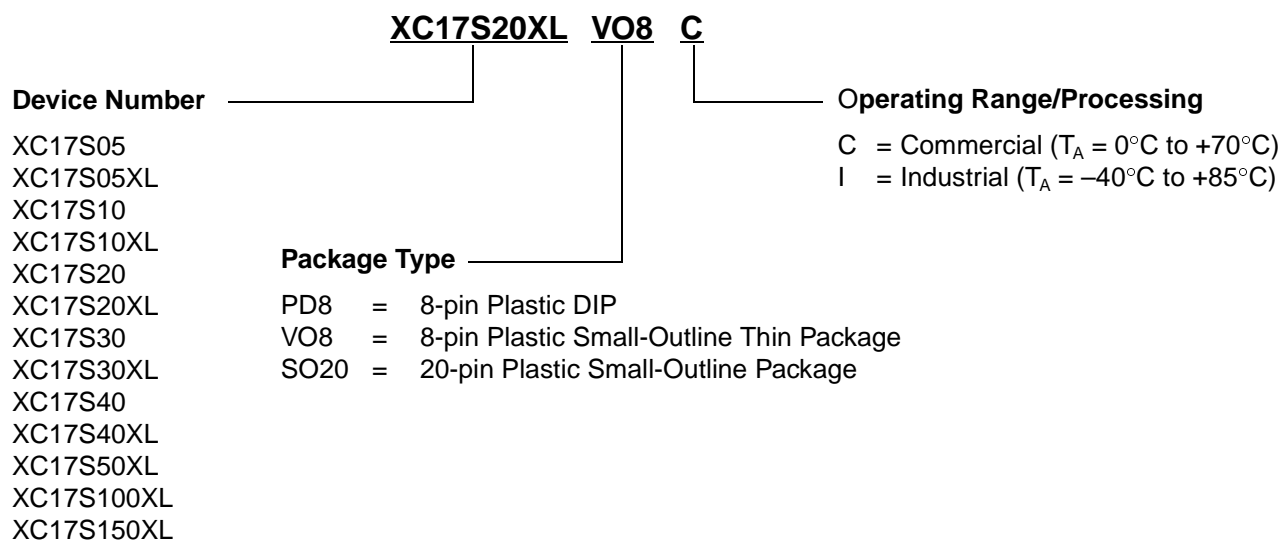 XC17S20XL VO8 C
Device Number
XC17S05
XC17S05XL
XC17S10
XC17S10XL
XC17S20
XC17S20XL
XC17S30
XC17S30XL
XC17S40
XC17S40XL
XC17S50XL
XC17S100XL
XC17S150XL
Package Type
PD8 = 8-pin Plastic DIP
VO8 = 8-pin Plastic Small-Outline Thin Package
SO20 = 20-pin Plastic Small-Outline Package
Operating Range/Processing
C = Commercial (TA = 0°C to +70°C)
I = Industrial (TA = –40°C to +85°C)